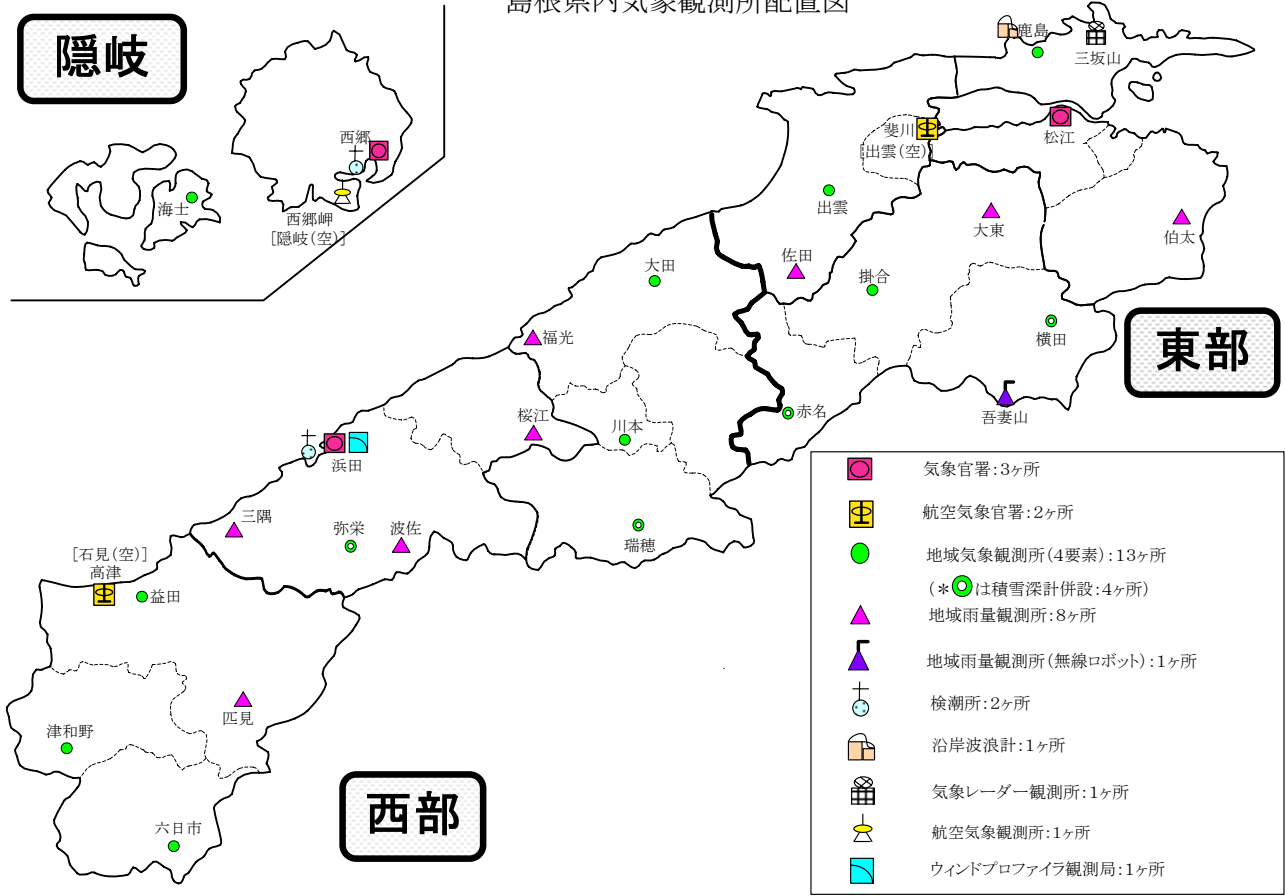 島根県内気象観測所配置図
隠岐
西郷
海士
西郷岬
[隠岐(空)]
鹿島
三坂山
斐川
[出雲(空)]
松江
出雲
大東
伯太
佐田
掛合
横田
東部
大田
福光
赤名
吾妻山
桜江
川本
浜田
三隅
弥栄
波佐
瑞穂
[石見(空)]
高津
益田
匹見
津和野
六日市
西部
気象官署:3ヶ所
航空気象官署:2ヶ所
地域気象観測所(4要素):13ヶ所
(*◎は積雪深計併設:4ヶ所)
地域雨量観測所:8ヶ所
地域雨量観測所(無線ロボット):1ヶ所
検潮所:2ヶ所
沿岸波浪計:1ヶ所
気象レーダー観測所:1ヶ所
航空気象観測所:1ヶ所
ウィンドプロファイラ観測局:1ヶ所